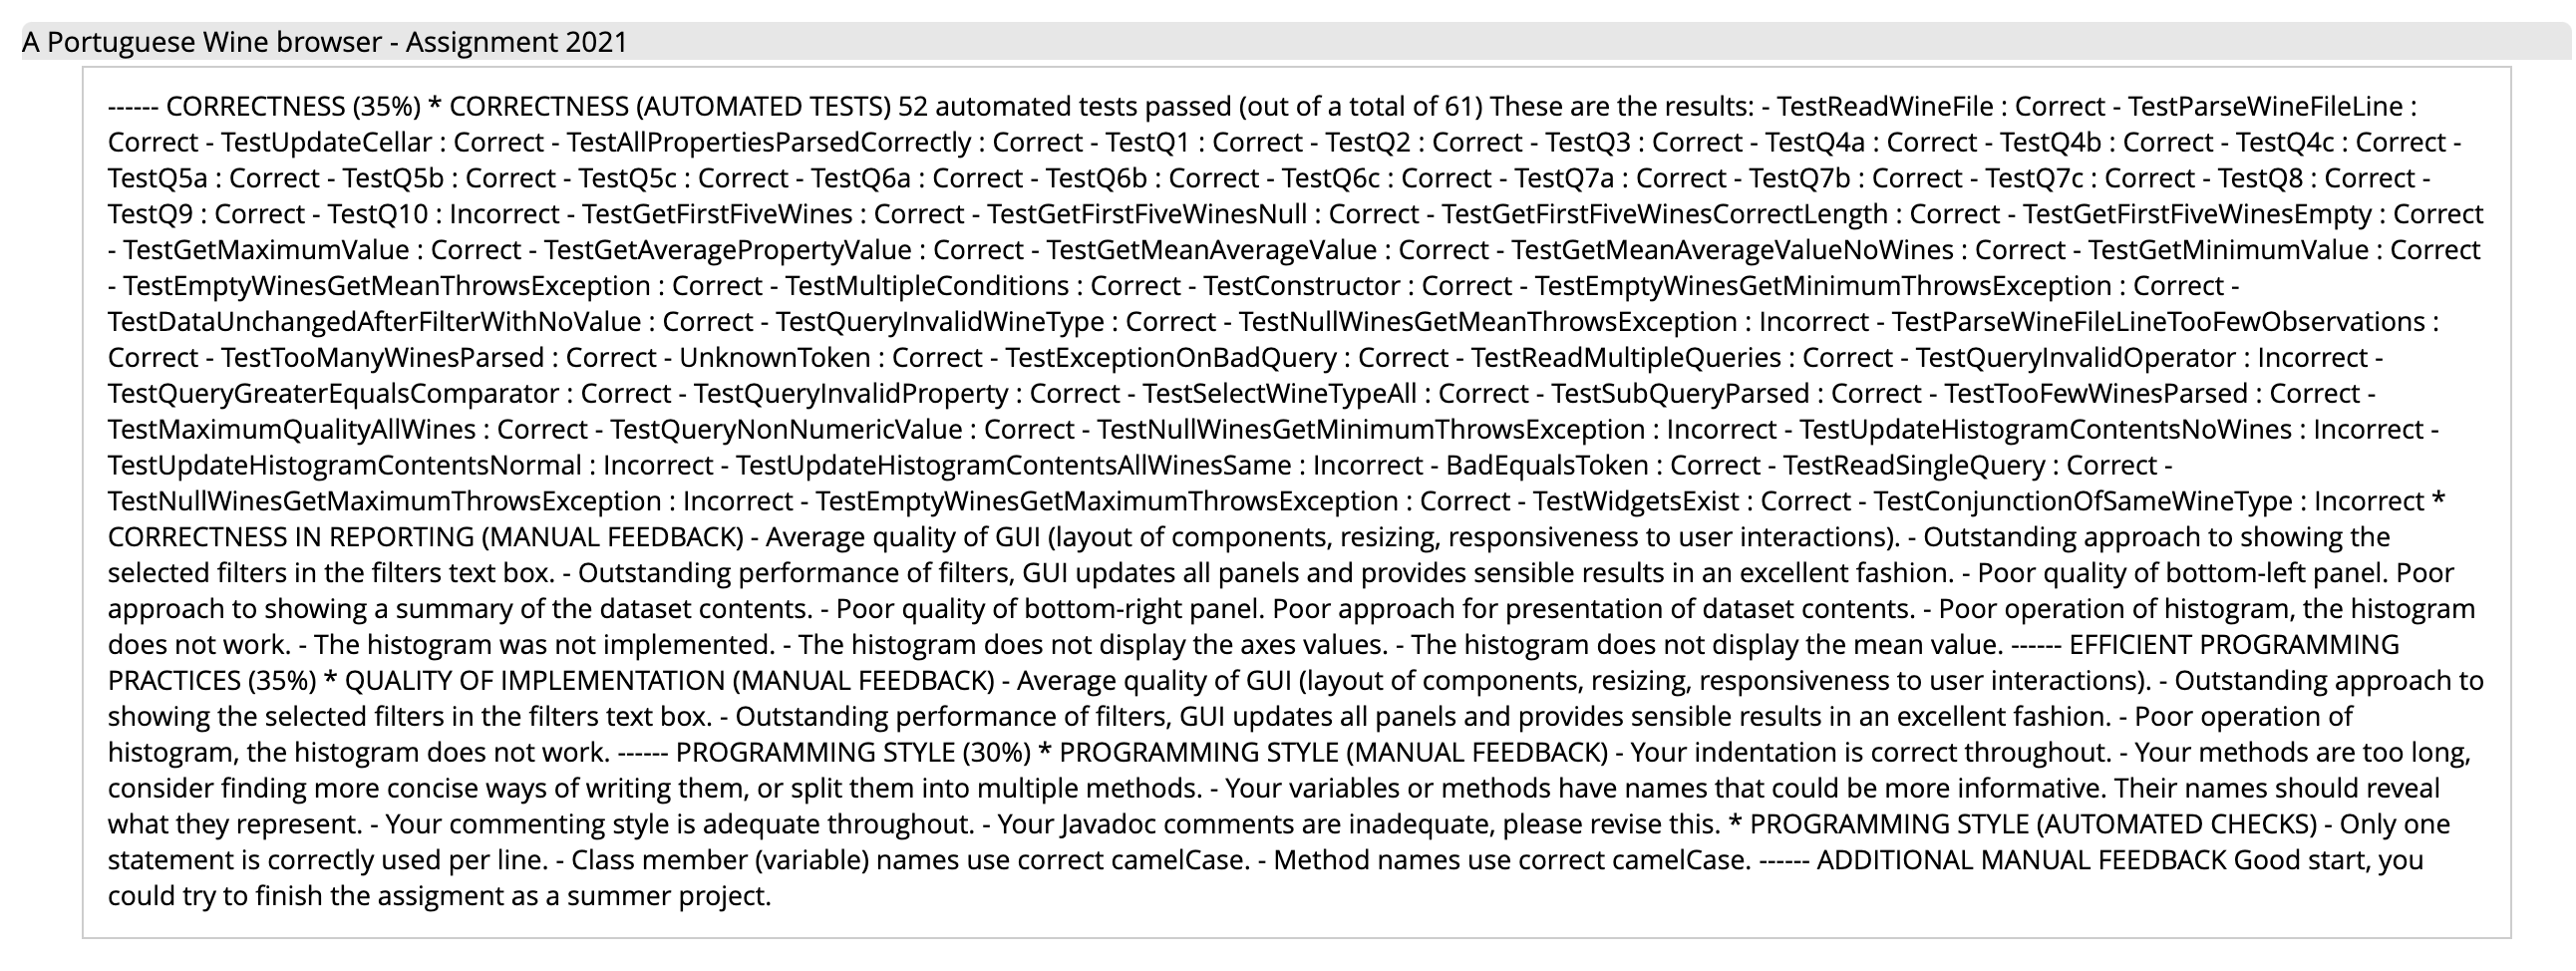 A Portuguese Wine browser - Assignment 2021
------ CORRECTNESS (35%) * CORRECTNESS (AUTOMATED TESTS) 52 automated tests passed (out of a total of 61) These are the results: - TestReadWineFile : Correct - TestParseWineFileLine :
Correct - TestUpdateCellar : Correct - TestAllPropertiesParsedCorrectly : Correct - TestQ1 : Correct - TestQ2 : Correct - TestQ3 : Correct - TestQ4a : Correct - TestQ4b : Correct - TestQ4c : Correct -
TestQ5a : Correct - TestQ5b : Correct - TestQ5c : Correct - TestQ6a : Correct - TestQ6b : Correct - TestQ6c : Correct - TestQ7a : Correct - TestQ7b : Correct - TestQ7c : Correct - TestQ8 : Correct -
TestQ9 : Correct - TestQ10 : Incorrect - TestGetFirstFiveWines : Correct - TestGetFirstFiveWinesNull : Correct - TestGetFirstFiveWinesCorrectLength : Correct - TestGetFirstFiveWinesEmpty : Correct
- TestGetMaximumValue : Correct - TestGetAveragePropertyValue : Correct - TestGetMeanAverageValue : Correct - TestGetMeanAverageValueNoWines : Correct - TestGetMinimumValue : Correct
- TestEmptyWinesGetMeanThrowsException : Correct - TestMultipleConditions : Correct - TestConstructor : Correct - TestEmptyWinesGetMinimumThrowsException : Correct -
TestDataUnchangedAfterFilterWithNoValue : Correct - TestQueryInvalidWineType : Correct - TestNullWinesGetMeanThrowsException : Incorrect - TestParseWineFileLineTooFewObservations :
Correct - TestTooManyWinesParsed : Correct - UnknownToken : Correct - TestExceptionOnBadQuery : Correct - TestReadMultipleQueries : Correct - TestQueryInvalidOperator : Incorrect -
TestQueryGreaterEqualsComparator : Correct - TestQueryInvalidProperty : Correct - TestSelectWineTypeAll : Correct - TestSubQueryParsed : Correct - TestTooFewWinesParsed : Correct -
TestMaximumQualityAllWines : Correct - TestQueryNonNumericValue : Correct - TestNullWinesGetMinimumThrowsException : Incorrect - TestUpdateHistogramContentsNoWines : Incorrect -
TestUpdateHistogramContentsNormal : Incorrect - TestUpdateHistogramContentsAllWinesSame : Incorrect - BadEqualsToken : Correct - TestReadSingleQuery : Correct -
TestNullWinesGetMaximumThrowsException : Incorrect - TestEmptyWinesGetMaximumThrowsException : Correct - TestWidgetsExist : Correct - TestConjunctionOfSameWineType : Incorrect *
CORRECTNESS IN REPORTING (MANUAL FEEDBACK) - Average quality of GUI (layout of components, resizing, responsiveness to user interactions). - Outstanding approach to showing the
selected filters in the filters text box. - Outstanding performance of filters, GUI updates all panels and provides sensible results in an excellent fashion. - Poor quality of bottom-left panel. Poor
approach to showing a summary of the dataset contents. - Poor quality of bottom-right panel. Poor approach for presentation of dataset contents. - Poor operation of histogram, the histogram
does not work. - The histogram was not implemented. - The histogram does not display the axes values. - The histogram does not display the mean value. ------ EFFICIENT PROGRAMMING
PRACTICES (35%) * QUALITY OF IMPLEMENTATION (MANUAL FEEDBACK) - Average quality of GUI (layout of components, resizing, responsiveness to user interactions). - Outstanding approach to
showing the selected filters in the filters text box. - Outstanding performance of filters, GUI updates all panels and provides sensible results in an excellent fashion. - Poor operation of
histogram, the histogram does not work. ------ PROGRAMMING STYLE (30%) * PROGRAMMING STYLE (MANUAL FEEDBACK) - Your indentation is correct throughout. - Your methods are too long,
consider finding more concise ways of writing them, or split them into multiple methods. - Your variables or methods have names that could be more informative. Their names should reveal
what they represent. - Your commenting style is adequate throughout. - Your Javadoc comments are inadequate, please revise this. * PROGRAMMING STYLE (AUTOMATED CHECKS) - Only one
statement is correctly used per line. - Class member (variable) names use correct camelCase. - Method names use correct camelCase. ------ ADDITIONAL MANUAL FEEDBACK Good start, you
could try to finish the assigment as a summer project.